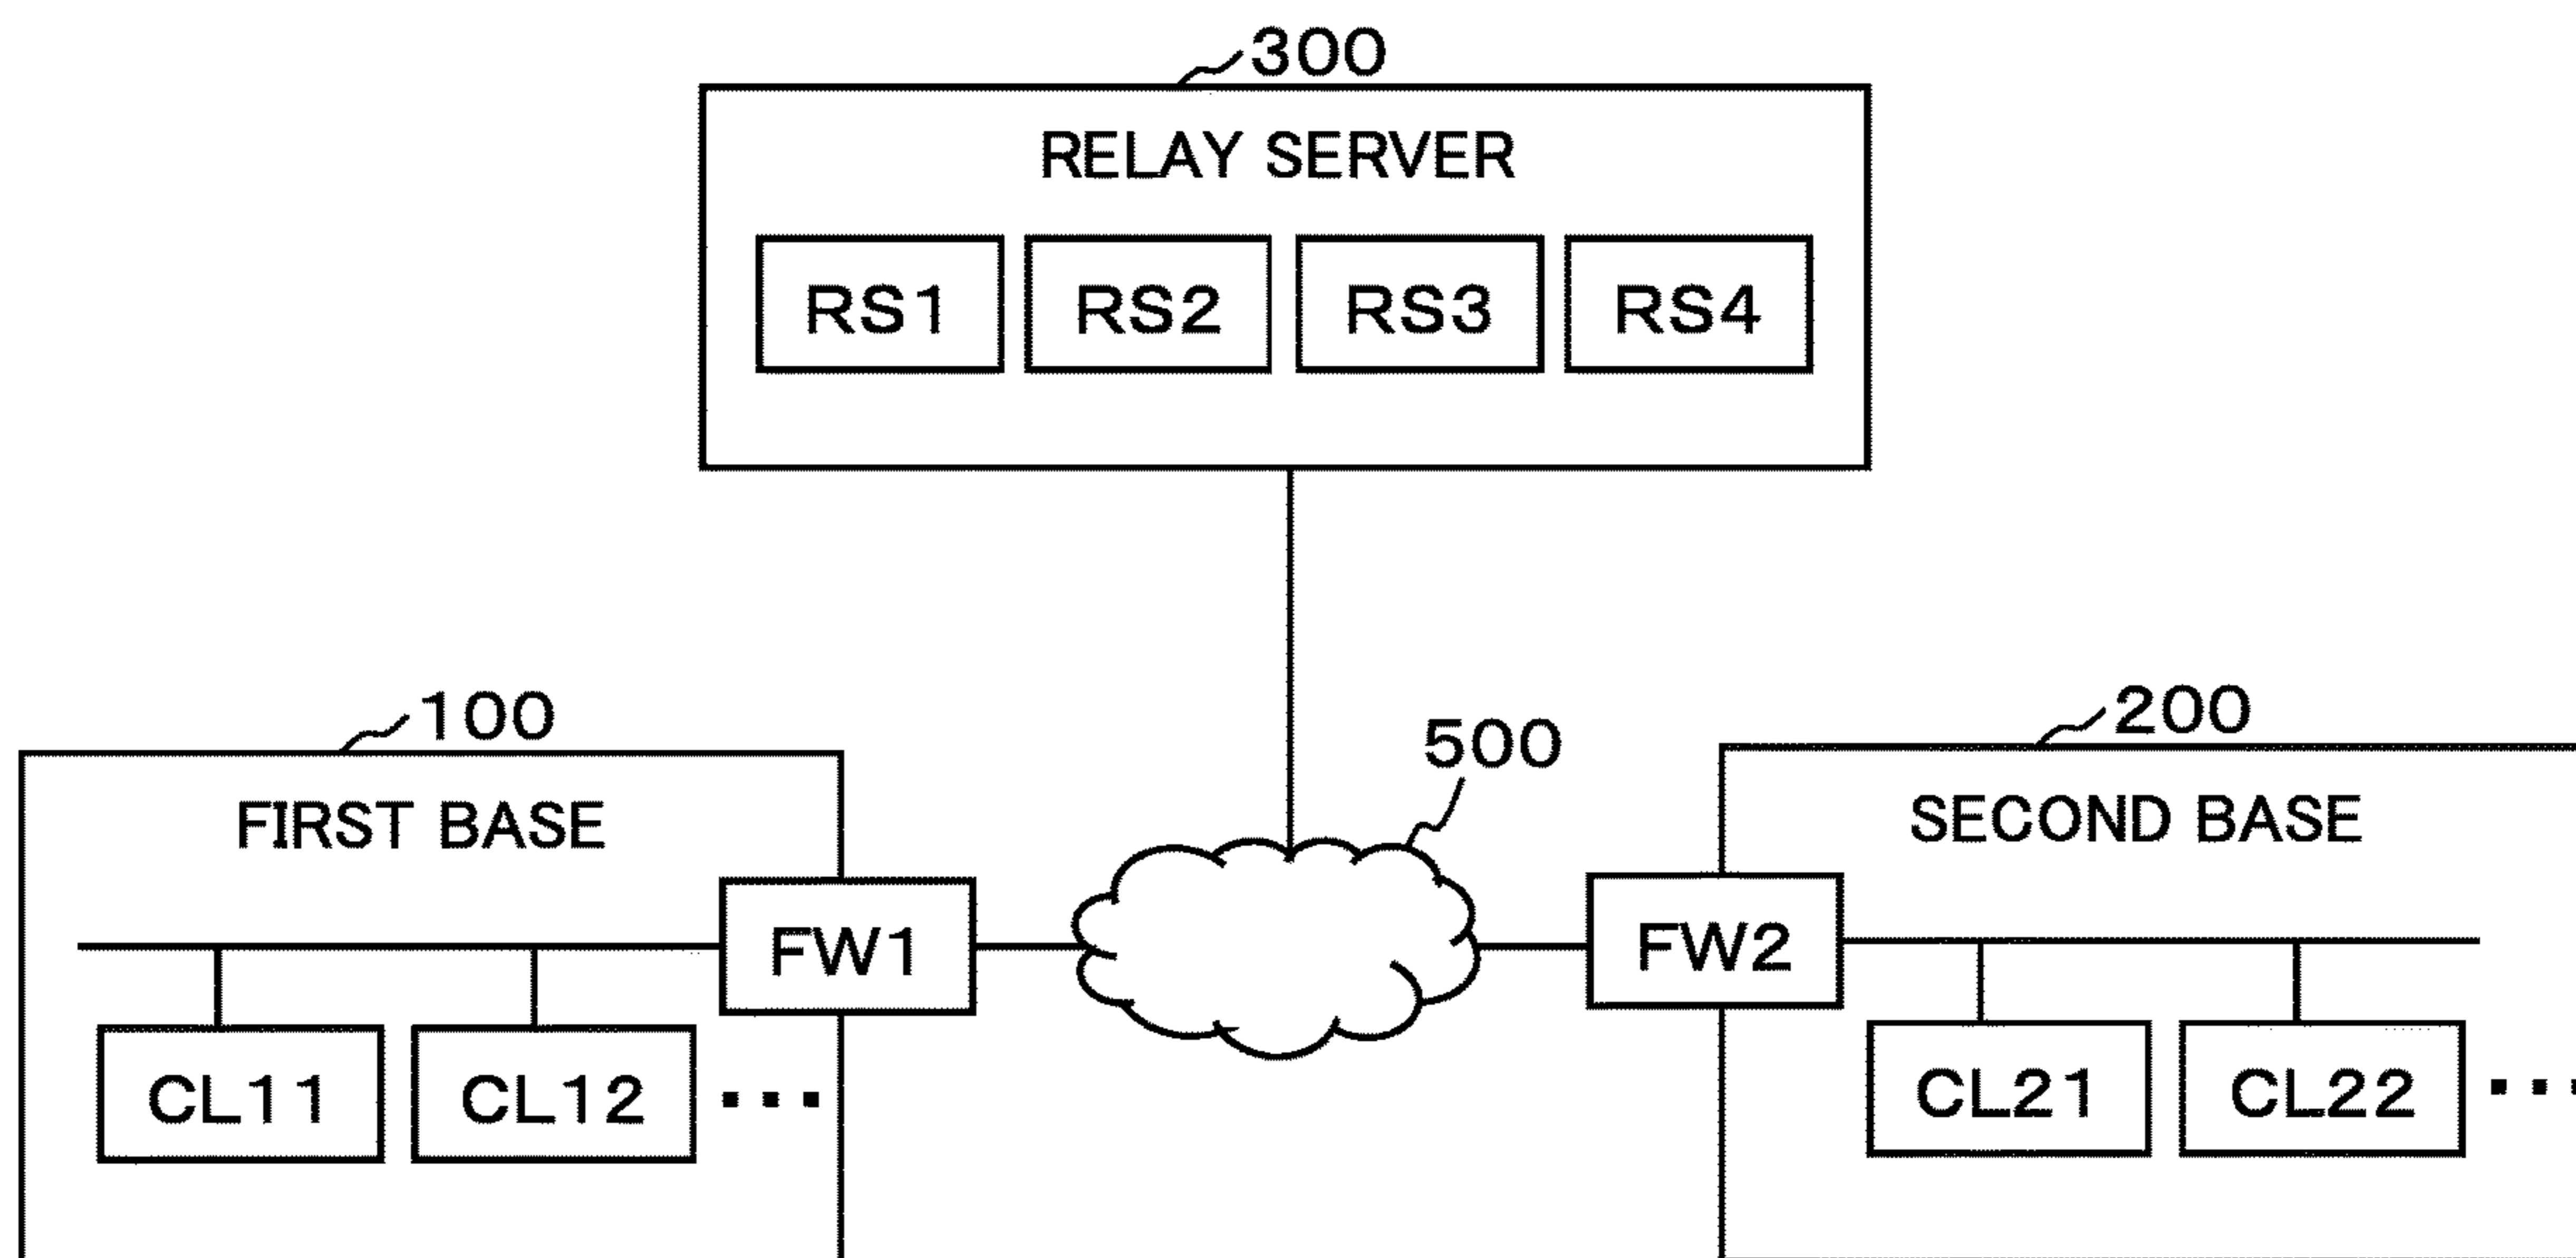 300
RELAY SERVER
RS1 RS2 RS3 RS4
100
FIRST BASE
FW1
CL11 CL12 ...
500
200
SECOND BASE
FW2
CL21 CL22 ...